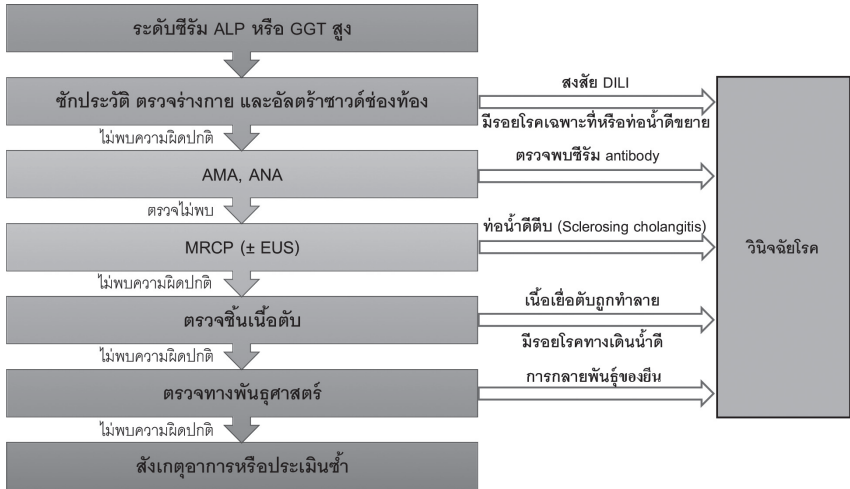 ระดับซีรัม ALP หรือ GGT สูง
ซักประวัติ ตรวจร่างกาย และอัลตร้าซาวด์ช่องท้อง
สงสัย DILI
มีรอยโรคเฉพาะที่หรือท่อน้ำดีขยาย
ไม่พบความผิดปกติ
AMA, ANA
ตรวจพบซีรัม antibody
ตรวจไม่พบ
MRCP (± EUS)
ท่อน้ำดีตีบ (Sclerosing cholangitis)
วินิจฉัยโรค
ไม่พบความผิดปกติ
ตรวจชิ้นเนื้อตับ
เนื้อเยื่อตับถูกทำลาย
มีรอยโรคทางเดินน้ำดี
ไม่พบความผิดปกติ
ตรวจทางพันธุศาสตร์
การกลายพันธุ์ของยีน
ไม่พบความผิดปกติ
สังเกตุอาการหรือประเมินซ้ำ